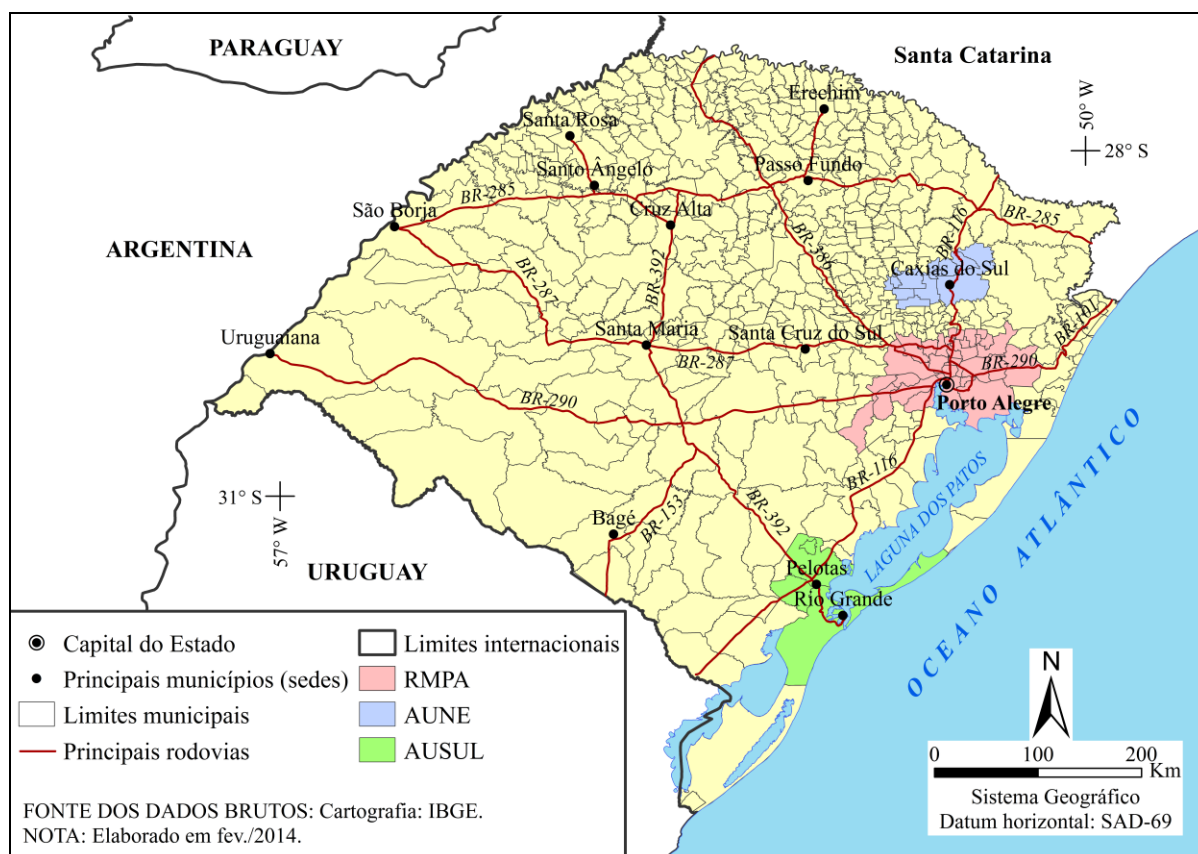 PARAGUAY
Santa Catarina
50° W
28° S
Erechim
Santa Rosa
Passo Fundo
Santo Ângelo
BR-285
São Borja
Cruz Alta
BR-116
BR-285
ARGENTINA
BR-392
BR-386
Caxias do Sul
BR-287
BR-101
Uruguaiana
Santa Maria
Santa Cruz do Sul
BR-287
BR-290
BR-290
Porto Alegre
BR-116
LAGUNA DOS PATOS
OCEANO ATLÂNTICO
31° S
57° W
Bagé
BR-153
BR-392
URUGUAY
Pelotas
Rio Grande
Capital do Estado
Principais municípios (sedes)
Limites municipais
Principais rodovias
Limites internacionais
RMPA
AUNE
AUSUL
FONTE DOS DADOS BRUTOS: Cartografia: IBGE.
NOTA: Elaborado em fev./2014.
N
0 100 200
Km
Sistema Geográfico
Datum horizontal: SAD-69